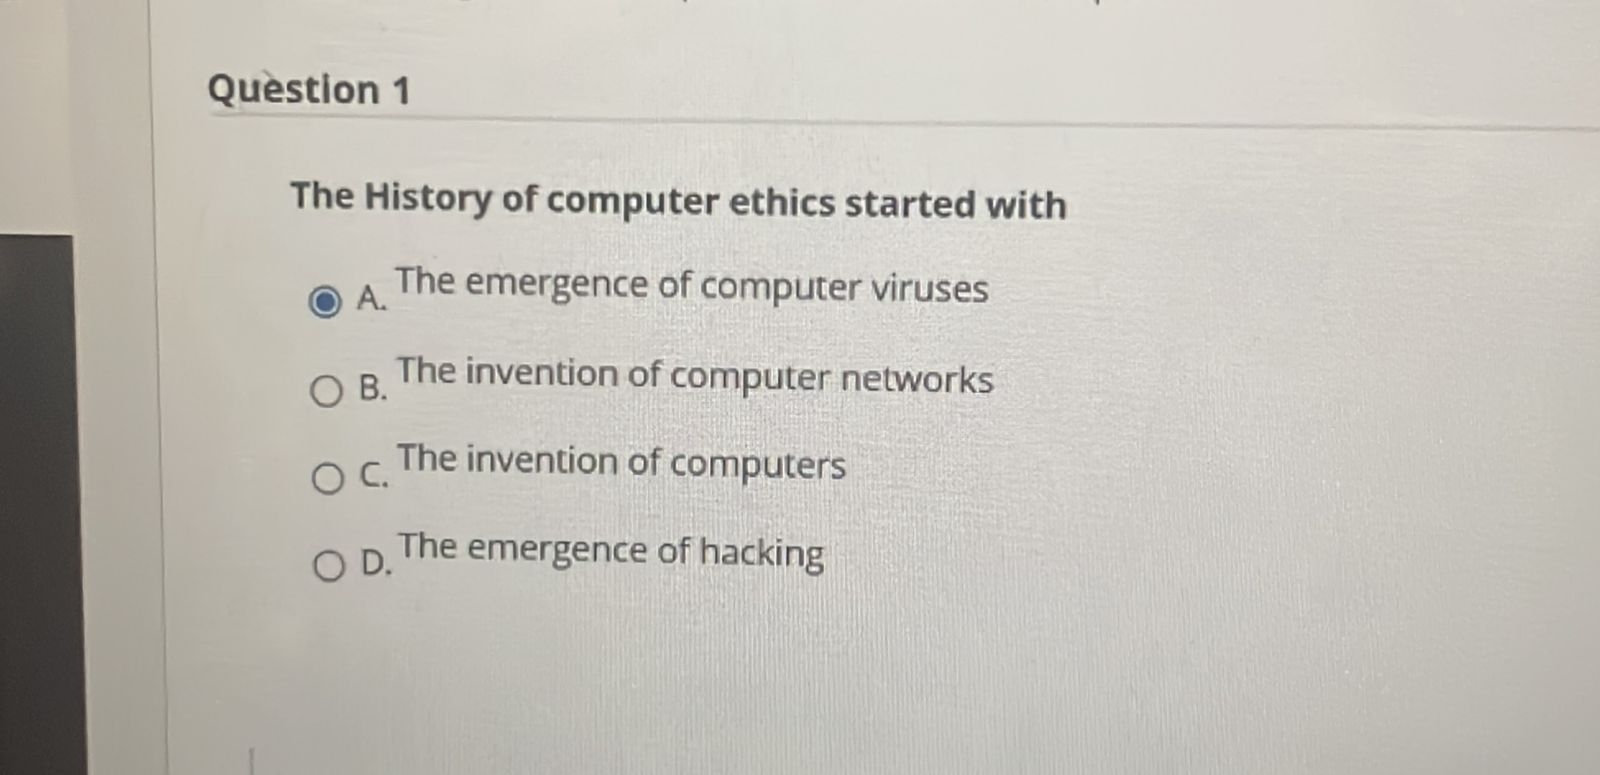 Question 1
The History of computer ethics started with
A. The emergence of computer viruses
B. The invention of computer networks
C. The invention of computers
D. The emergence of hacking